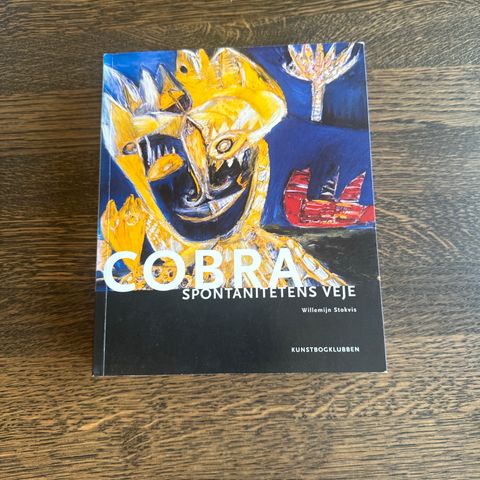 COBRA
SPONTANITETENS VEJE
Willemijn Stokvis
KUNSTBOGKLUBBEN